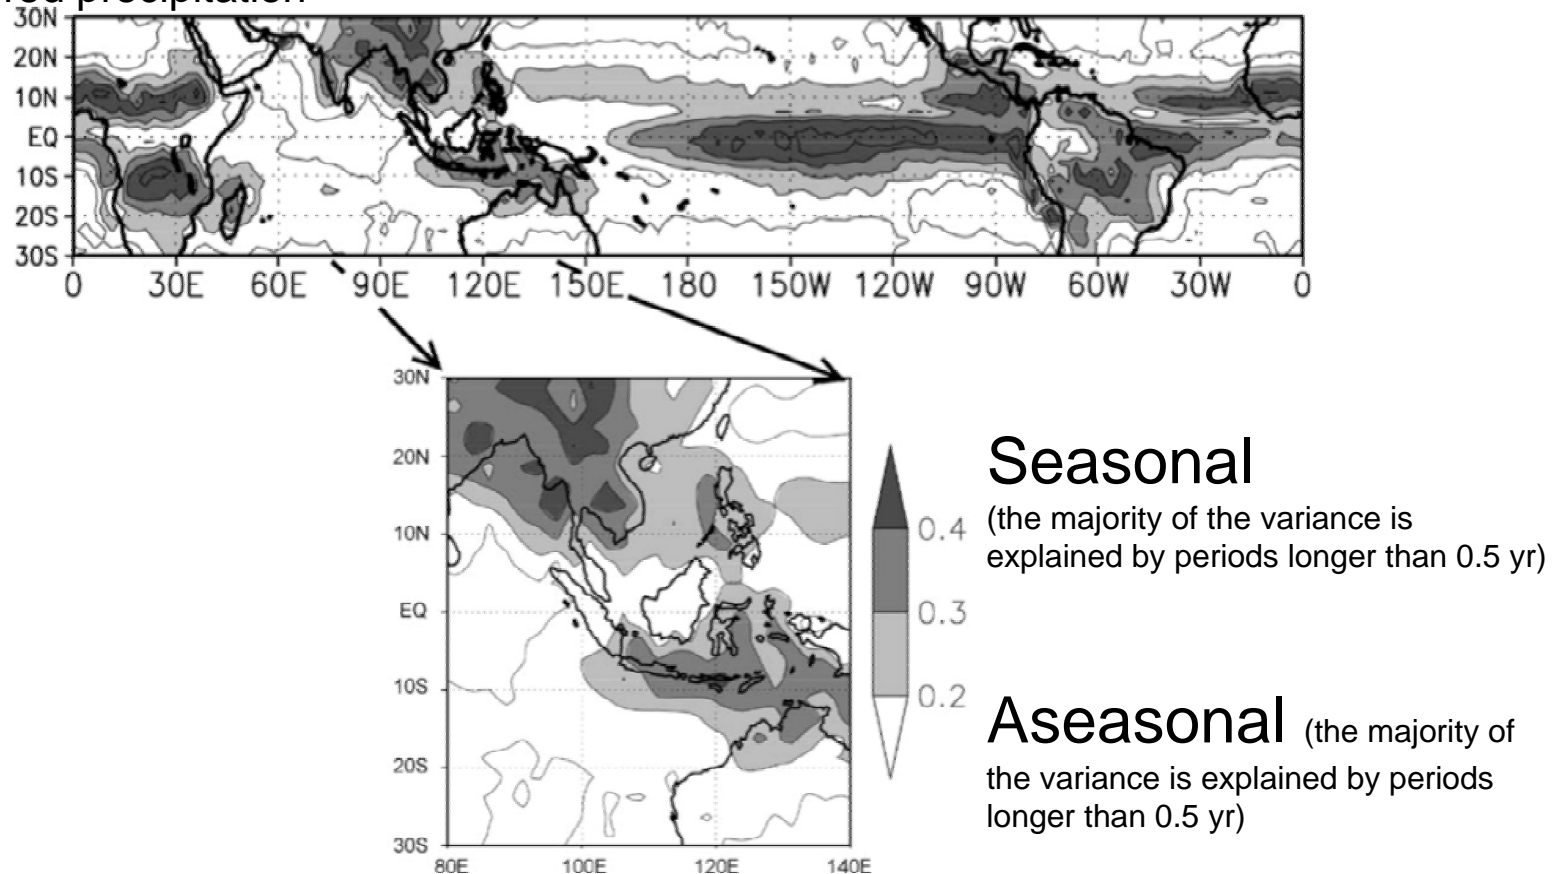 precipitation
30N
20N
10N
EQ
10S
20S
30S
0 30E 60E 90E 120E 150E 180 150W 120W 90W 60W 30W 0
30N
20N
10N
EQ
10S
20S
30S
80E 100E 120E 140E
0.4
0.3
0.2
Seasonal
(the majority of the variance is
explained by periods longer than 0.5 yr)
Aseasonal (the majority of
the variance is explained by periods
longer than 0.5 yr)